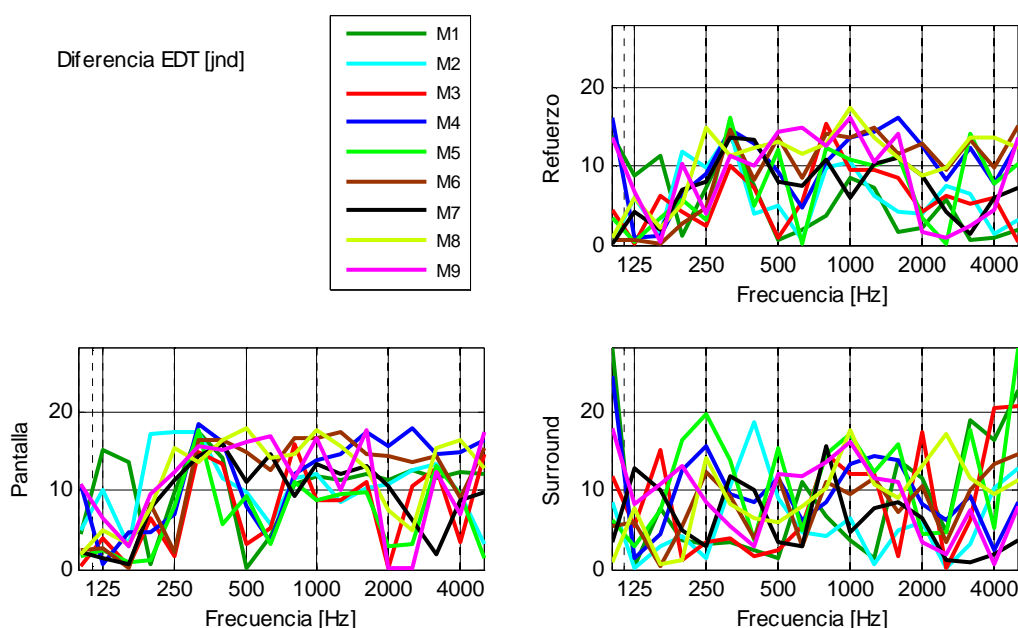 Diferencia EDT [jnd]
M1
M2
M3
M4
M5
M6
M7
M8
M9
Refuerzo
20
10
0
125 250 500 1000 2000 4000
Frecuencia [Hz]
Pantalla
20
10
0
125 250 500 1000 2000 4000
Frecuencia [Hz]
Surround
20
10
0
125 250 500 1000 2000 4000
Frecuencia [Hz]